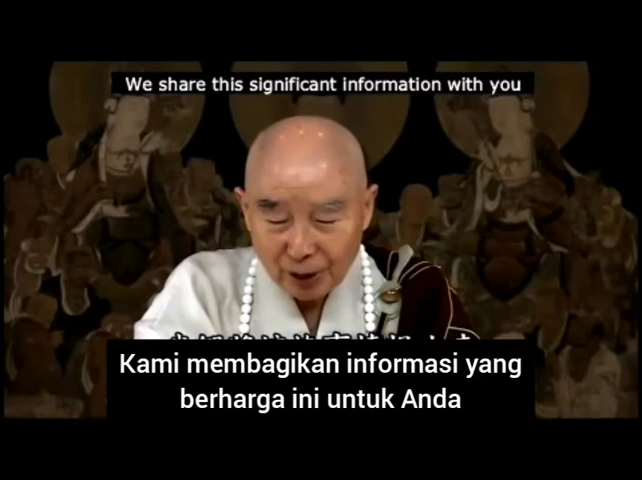 We share this significant information with you
Kami membagikan informasi yang
berharga ini untuk Anda